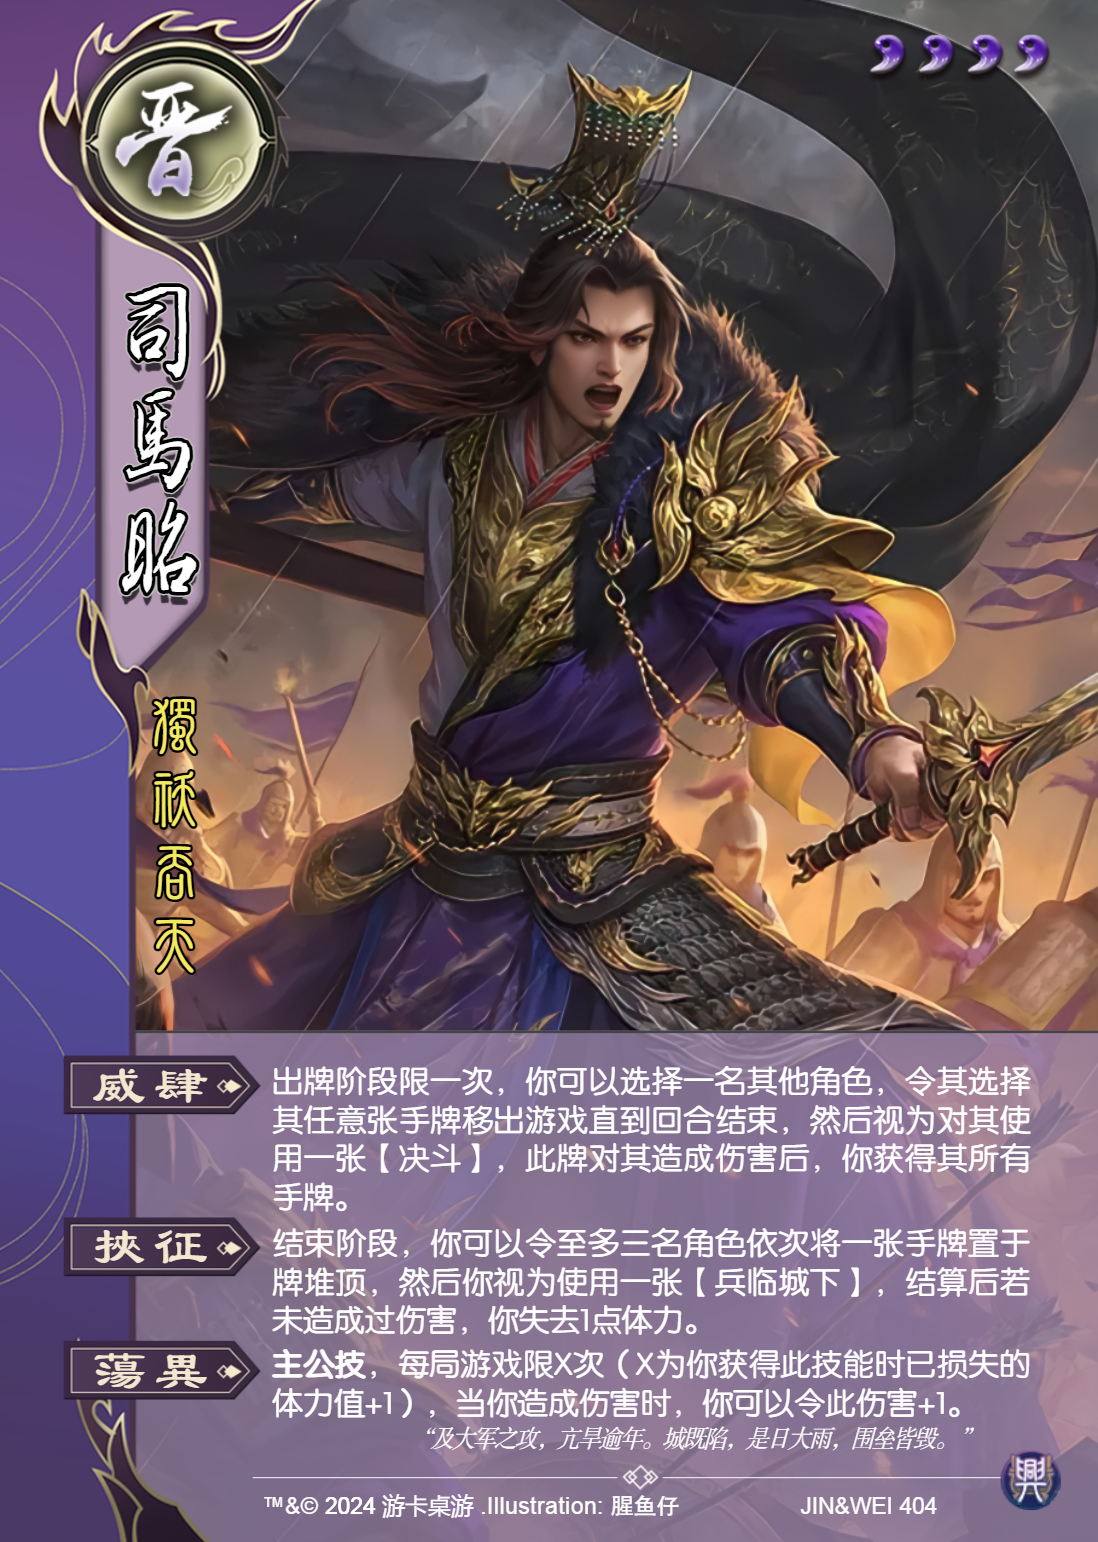 晋
司馬昭
獨祆吞天
威肆
出牌阶段限一次，你可以选择一名其他角色，令其选择
其任意张手牌移出游戏直到回合结束，然后视为对其使
用一张【决斗】，此牌对其造成伤害后，你获得其所有
手牌。
挾征
结束阶段，你可以令至多三名角色依次将一张手牌置于
牌堆顶，然后你视为使用一张【兵临城下】，结算后若
未造成过伤害，你失去1点体力。
蕩異
主公技，每局游戏限X次（X为你获得此技能时已损失的
体力值+1），当你造成伤害时，你可以令此伤害+1。
“及大军之攻，亢旱逾年。城既陷，是日大雨，围垒皆毁。”
™&© 2024 游卡桌游 .Illustration: 腥鱼仔
JIN&WEI 404
興